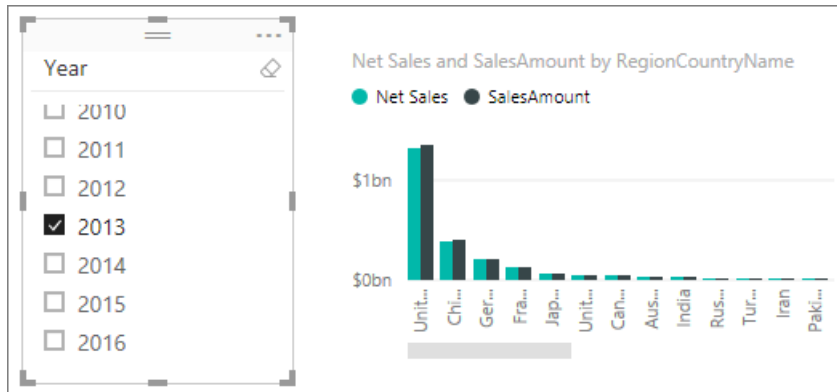 Year
2010
2011
2012
2013
2014
2015
2016
Net Sales and SalesAmount by RegionCountryName
Net Sales SalesAmount
$1bn
$0bn
Unit...
Chi...
Ger...
Fra...
Jap...
Unit...
Can...
Aus...
India
Rus...
Tur...
Iran
Paki...